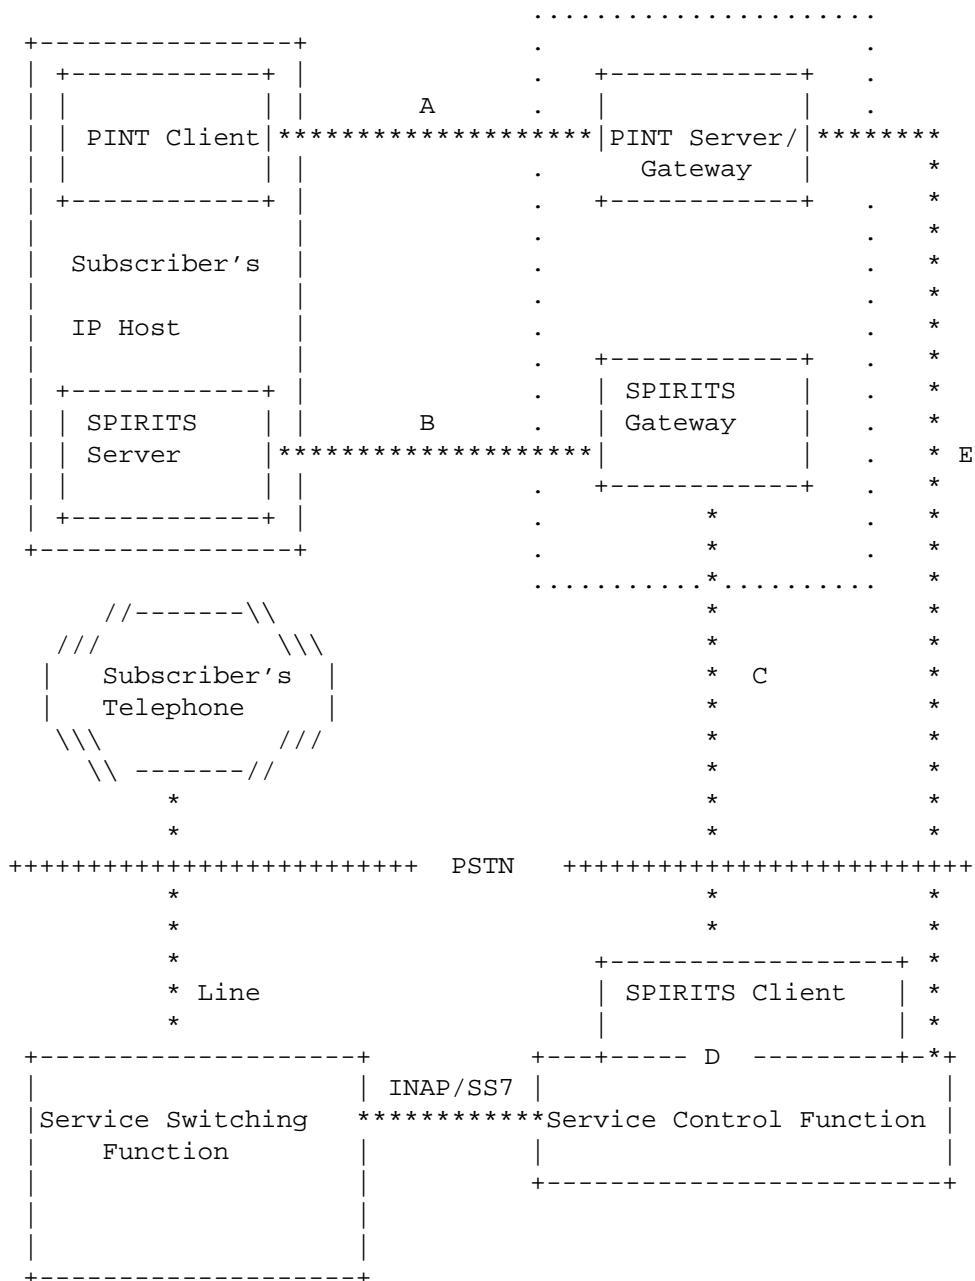 A
PINT Client
PINT Server/
Gateway
Subscriber's
IP Host
SPIRITS
Server
B
SPIRITS
Gateway
E
Subscriber's
Telephone
C
PSTN
Line
SPIRITS Client
D
INAP/SS7
Service Switching
Function
Service Control Function